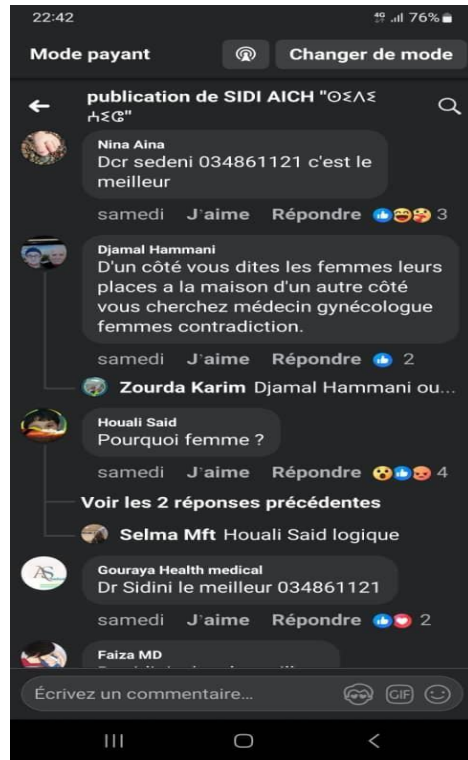 22:42
4G 76%
Mode payant
Changer de mode
publication de SIDI AICH "ⵙⵉⴷⵉ
ⵄⵉⵛ"
Nina Aina
Dcr sedeni 034861121 c'est le
meilleur
samedi J'aime Répondre 3
Djamal Hammani
D'un côté vous dites les femmes leurs
places a la maison d'un autre côté
vous cherchez médecin gynécologue
femmes contradiction.
samedi J'aime Répondre 2
Zourda Karim Djamal Hammani ou...
Houali Said
Pourquoi femme ?
samedi J'aime Répondre 4
Voir les 2 réponses précédentes
Selma Mft Houali Said logique
AS
Gouraya Health medical
Dr Sidini le meilleur 034861121
samedi J'aime Répondre 2
Faiza MD
Écrivez un commentaire...
GIF